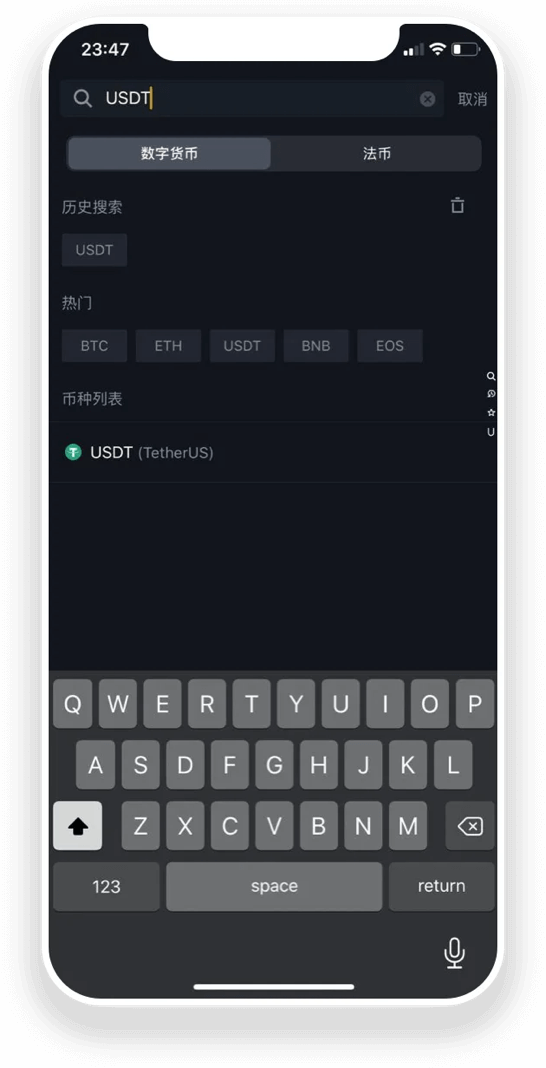 23:47
USDT 取消
数字货币 法币
历史搜索
USDT
热门
BTC ETH USDT BNB EOS
币种列表
U
USDT (TetherUS)
Q W E R T Y U I O P
A S D F G H J K L
Z X C V B N M
123 space return